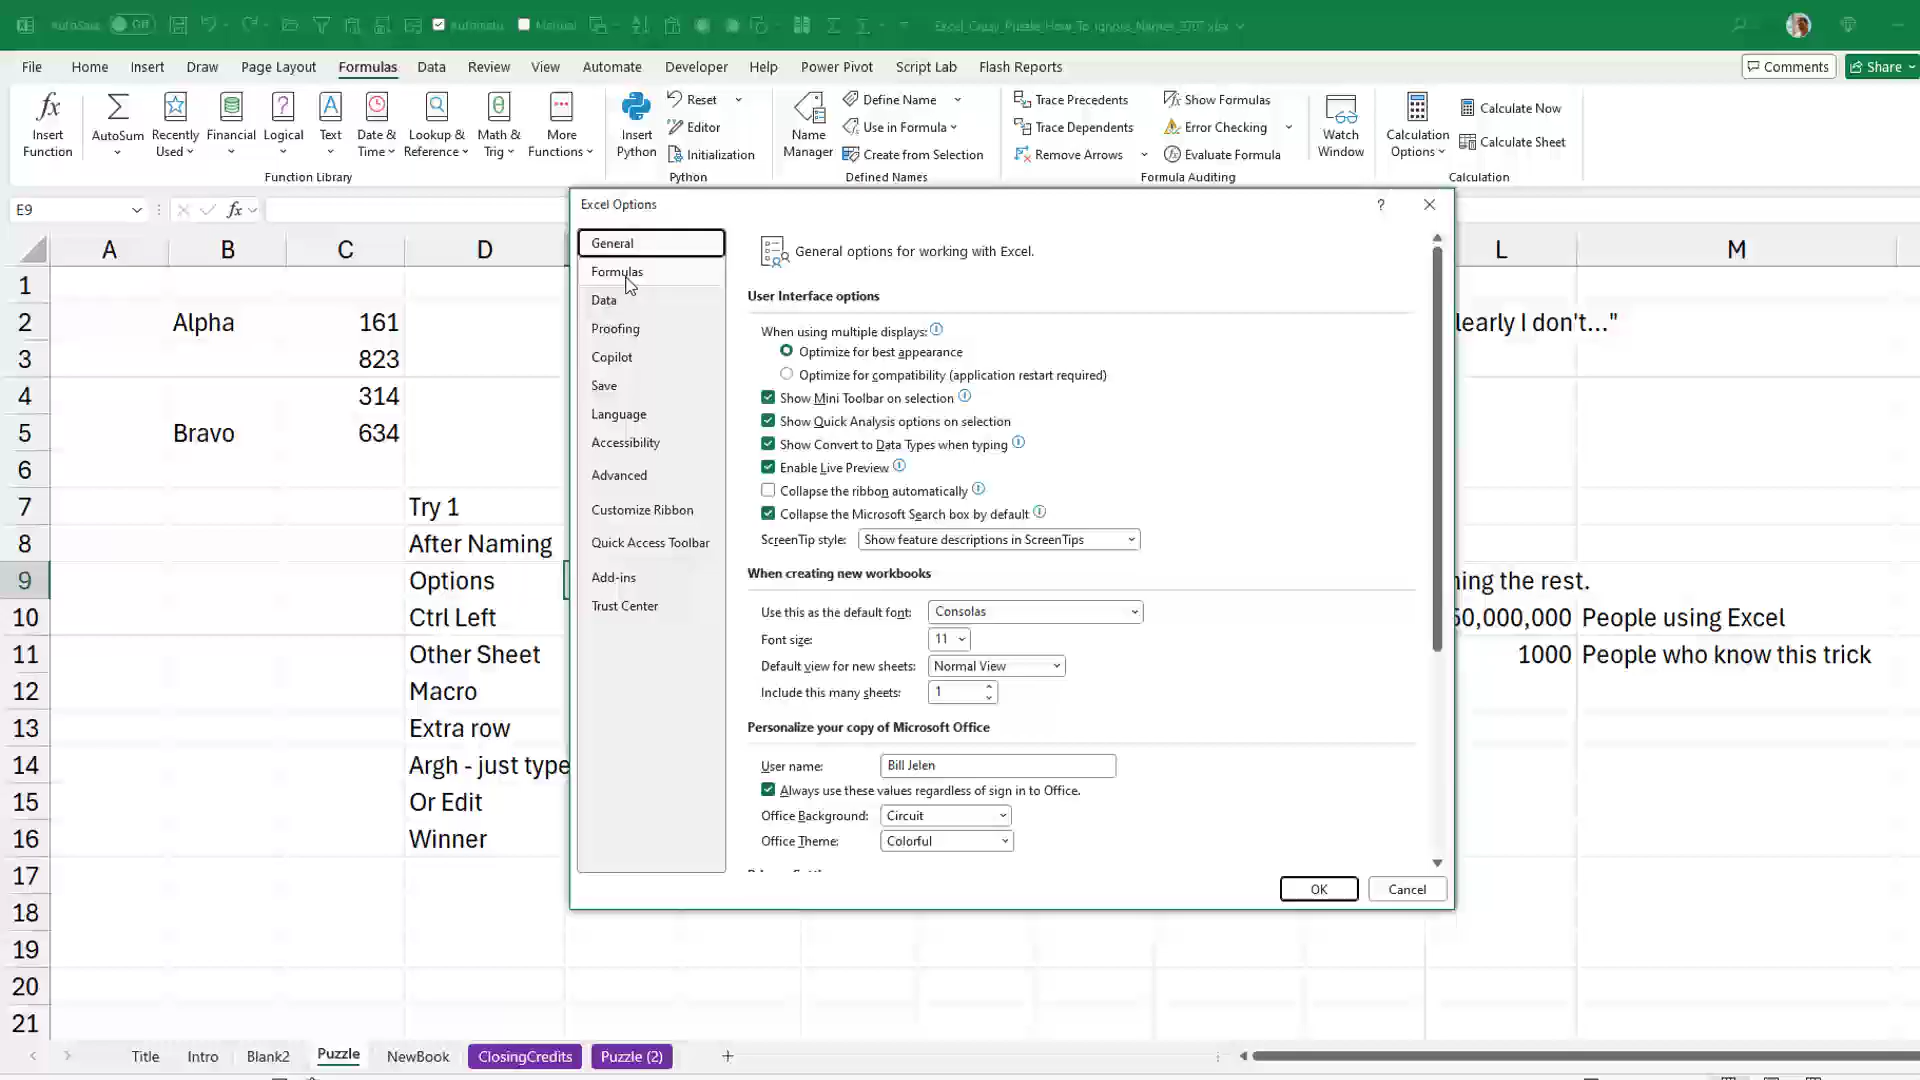 AutoSave Off Automatic Manual Excel_Crazy_Puzzle_How_To_Ignore_Names_
File Home Insert Draw Page Layout Formulas Data Review View Automate Developer Help Power Pivot Script Lab Flash Reports Comments Share
Insert Function
AutoSum
Recently Used
Financial
Logical
Text
Date & Time
Lookup & Reference
Math & Trig
More Functions
Function Library
Insert Python
Reset
Editor
Initialization
Python
Name Manager
Define Name
Use in Formula
Create from Selection
Defined Names
Trace Precedents
Trace Dependents
Remove Arrows
Show Formulas
Error Checking
Evaluate Formula
Formula Auditing
Watch Window
Calculation Options
Calculate Now
Calculate Sheet
Calculation
E9 fx
A B C D L M
1
2 Alpha 161 learly I don't..."
3 823
4 314
5 Bravo 634
6
7 Try 1
8 After Naming
9 Options ing the rest.
10 Ctrl Left 50,000,000 People using Excel
11 Other Sheet 1000 People who know this trick
12 Macro
13 Extra row
14 Argh - just type
15 Or Edit
16 Winner
17
18
19
20
21
Excel Options ?
General
Formulas
Data
Proofing
Copilot
Save
Language
Accessibility
Advanced
Customize Ribbon
Quick Access Toolbar
Add-ins
Trust Center
General options for working with Excel.
User Interface options
When using multiple displays:
Optimize for best appearance
Optimize for compatibility (application restart required)
Show Mini Toolbar on selection
Show Quick Analysis options on selection
Show Convert to Data Types when typing
Enable Live Preview
Collapse the ribbon automatically
Collapse the Microsoft Search box by default
ScreenTip style: Show feature descriptions in ScreenTips
When creating new workbooks
Use this as the default font: Consolas
Font size: 11
Default view for new sheets: Normal View
Include this many sheets: 1
Personalize your copy of Microsoft Office
User name: Bill Jelen
Always use these values regardless of sign in to Office.
Office Background: Circuit
Office Theme: Colorful
OK Cancel
Title Intro Blank2 Puzzle NewBook ClosingCredits Puzzle (2) +